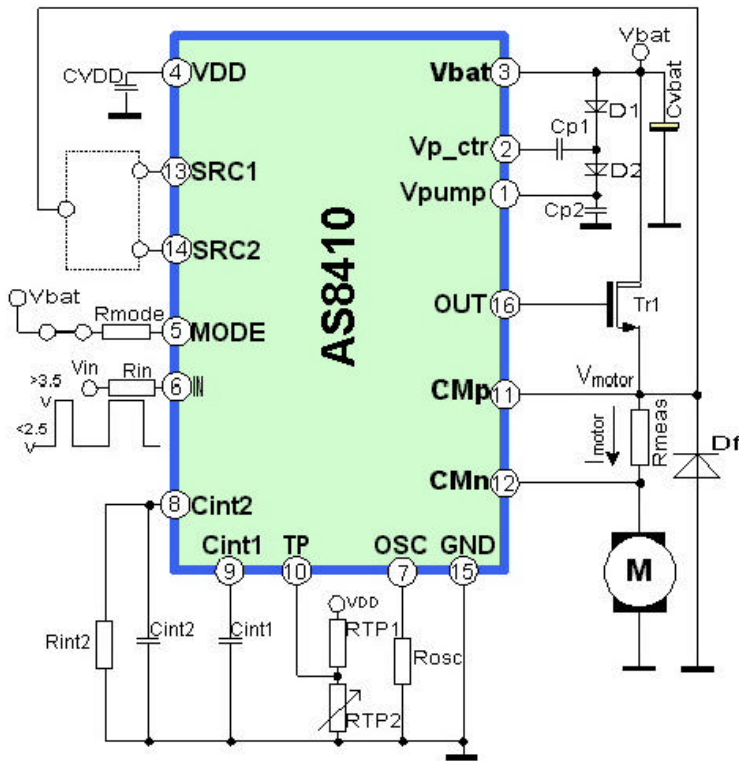 Vbat
CVDD
4 VDD
Vbat 3
D1
Cvbat
Cp1
Vp_ctr 2
13 SRC1
D2
Vpump 1
Cp2
14 SRC2
AS8410
Vbat
Rmode
5 MODE
OUT 16
Tr1
Vin
Rin
6 IN
>3.5
V
<2.5
V
CMp 11
Vmotor
Imotor
Rmeas
Df
CMn 12
8 Cint2
Cint1
TP
OSC
GND
9
10
7
15
M
VDD
Rint2
Cint2
Cint1
RTP1
Rosc
RTP2